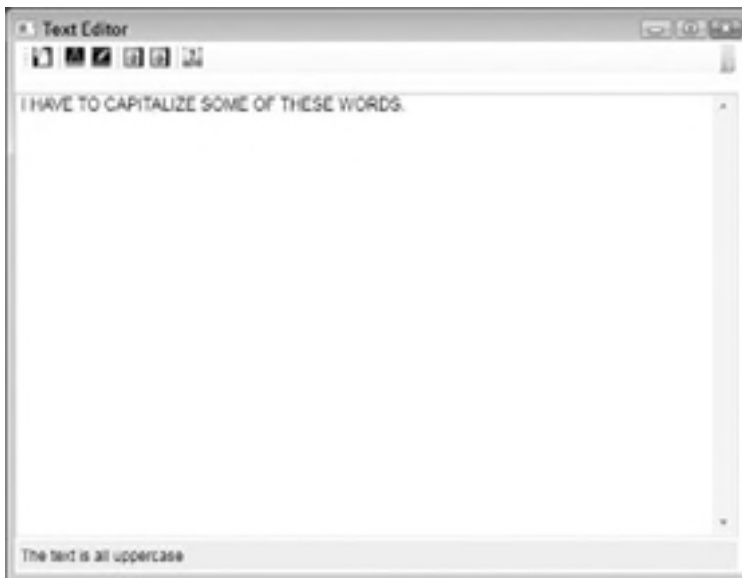 Text Editor
I HAVE TO CAPITALIZE SOME OF THESE WORDS.
The text is all uppercase